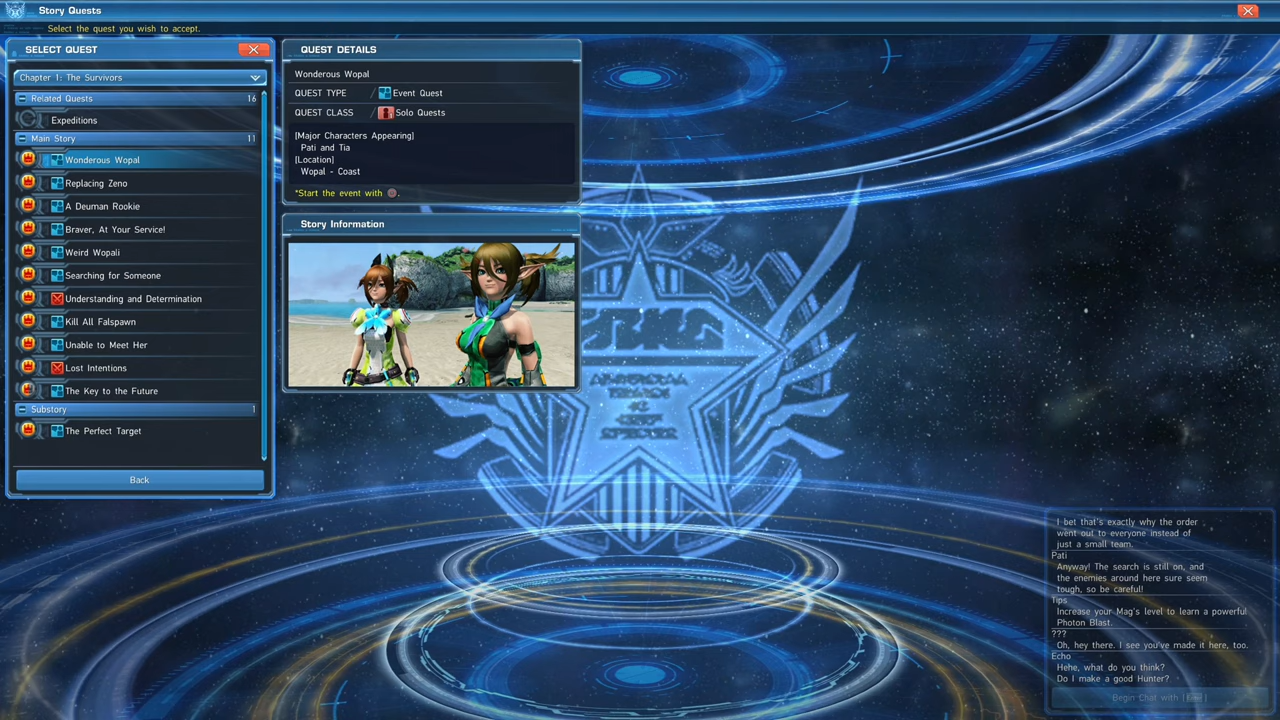 Story Quests
Select the quest you wish to accept.
SELECT QUEST
Chapter 1: The Survivors
Related Quests 16
Expeditions
Main Story 11
Wonderous Wopal
Replacing Zeno
A Deuman Rookie
Braver, At Your Service!
Weird Wopali
Searching for Someone
Understanding and Determination
Kill All Falspawn
Unable to Meet Her
Lost Intentions
The Key to the Future
Substory 1
The Perfect Target
Back
QUEST DETAILS
Wonderous Wopal
QUEST TYPE / Event Quest
QUEST CLASS / Solo Quests
[Major Characters Appearing]
Pati and Tia
[Location]
Wopal - Coast
*Start the event with .
Story Information
I bet that's exactly why the order
went out to everyone instead of
just a small team.
Pati
Anyway! The search is still on, and
the enemies around here sure seem
tough, so be careful!
Tips
Increase your Mag's level to learn a powerful
Photon Blast.
???
Oh, hey there. I see you've made it here, too.
Echo
Hehe, what do you think?
Do I make a good Hunter?
Begin Chat with [Enter]